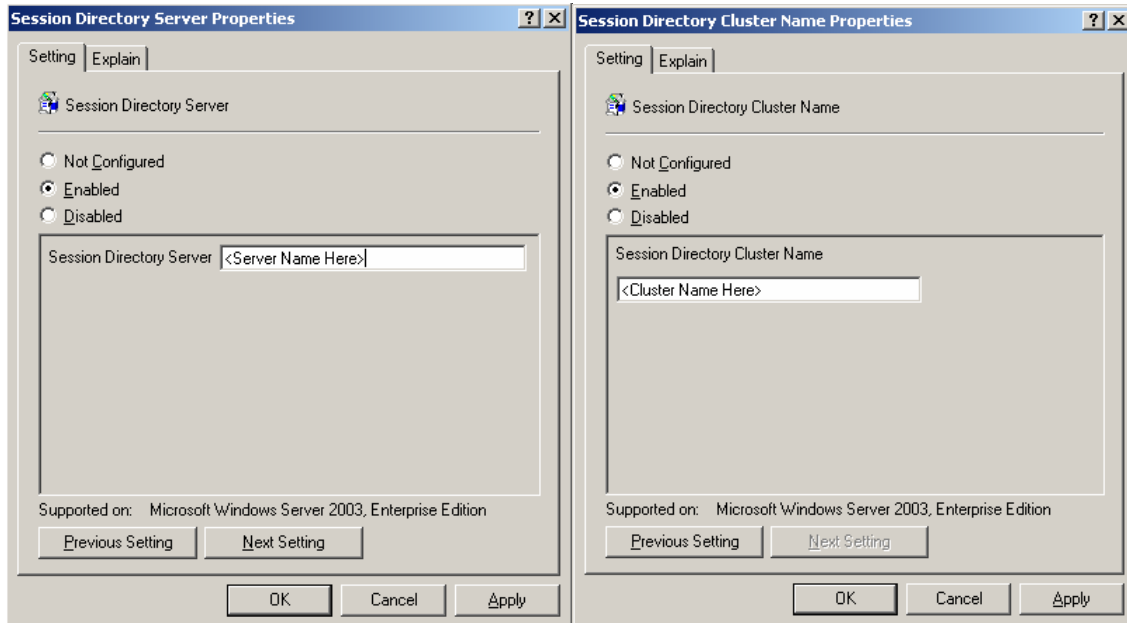 Session Directory Server Properties
Setting
Explain
Session Directory Server
Not Configured
Enabled
Disabled
Session Directory Server <Server Name Here>
Supported on: Microsoft Windows Server 2003, Enterprise Edition
Previous Setting
Next Setting
OK
Cancel
Apply
Session Directory Cluster Name Properties
Setting
Explain
Session Directory Cluster Name
Not Configured
Enabled
Disabled
Session Directory Cluster Name
<Cluster Name Here>
Supported on: Microsoft Windows Server 2003, Enterprise Edition
Previous Setting
Next Setting
OK
Cancel
Apply